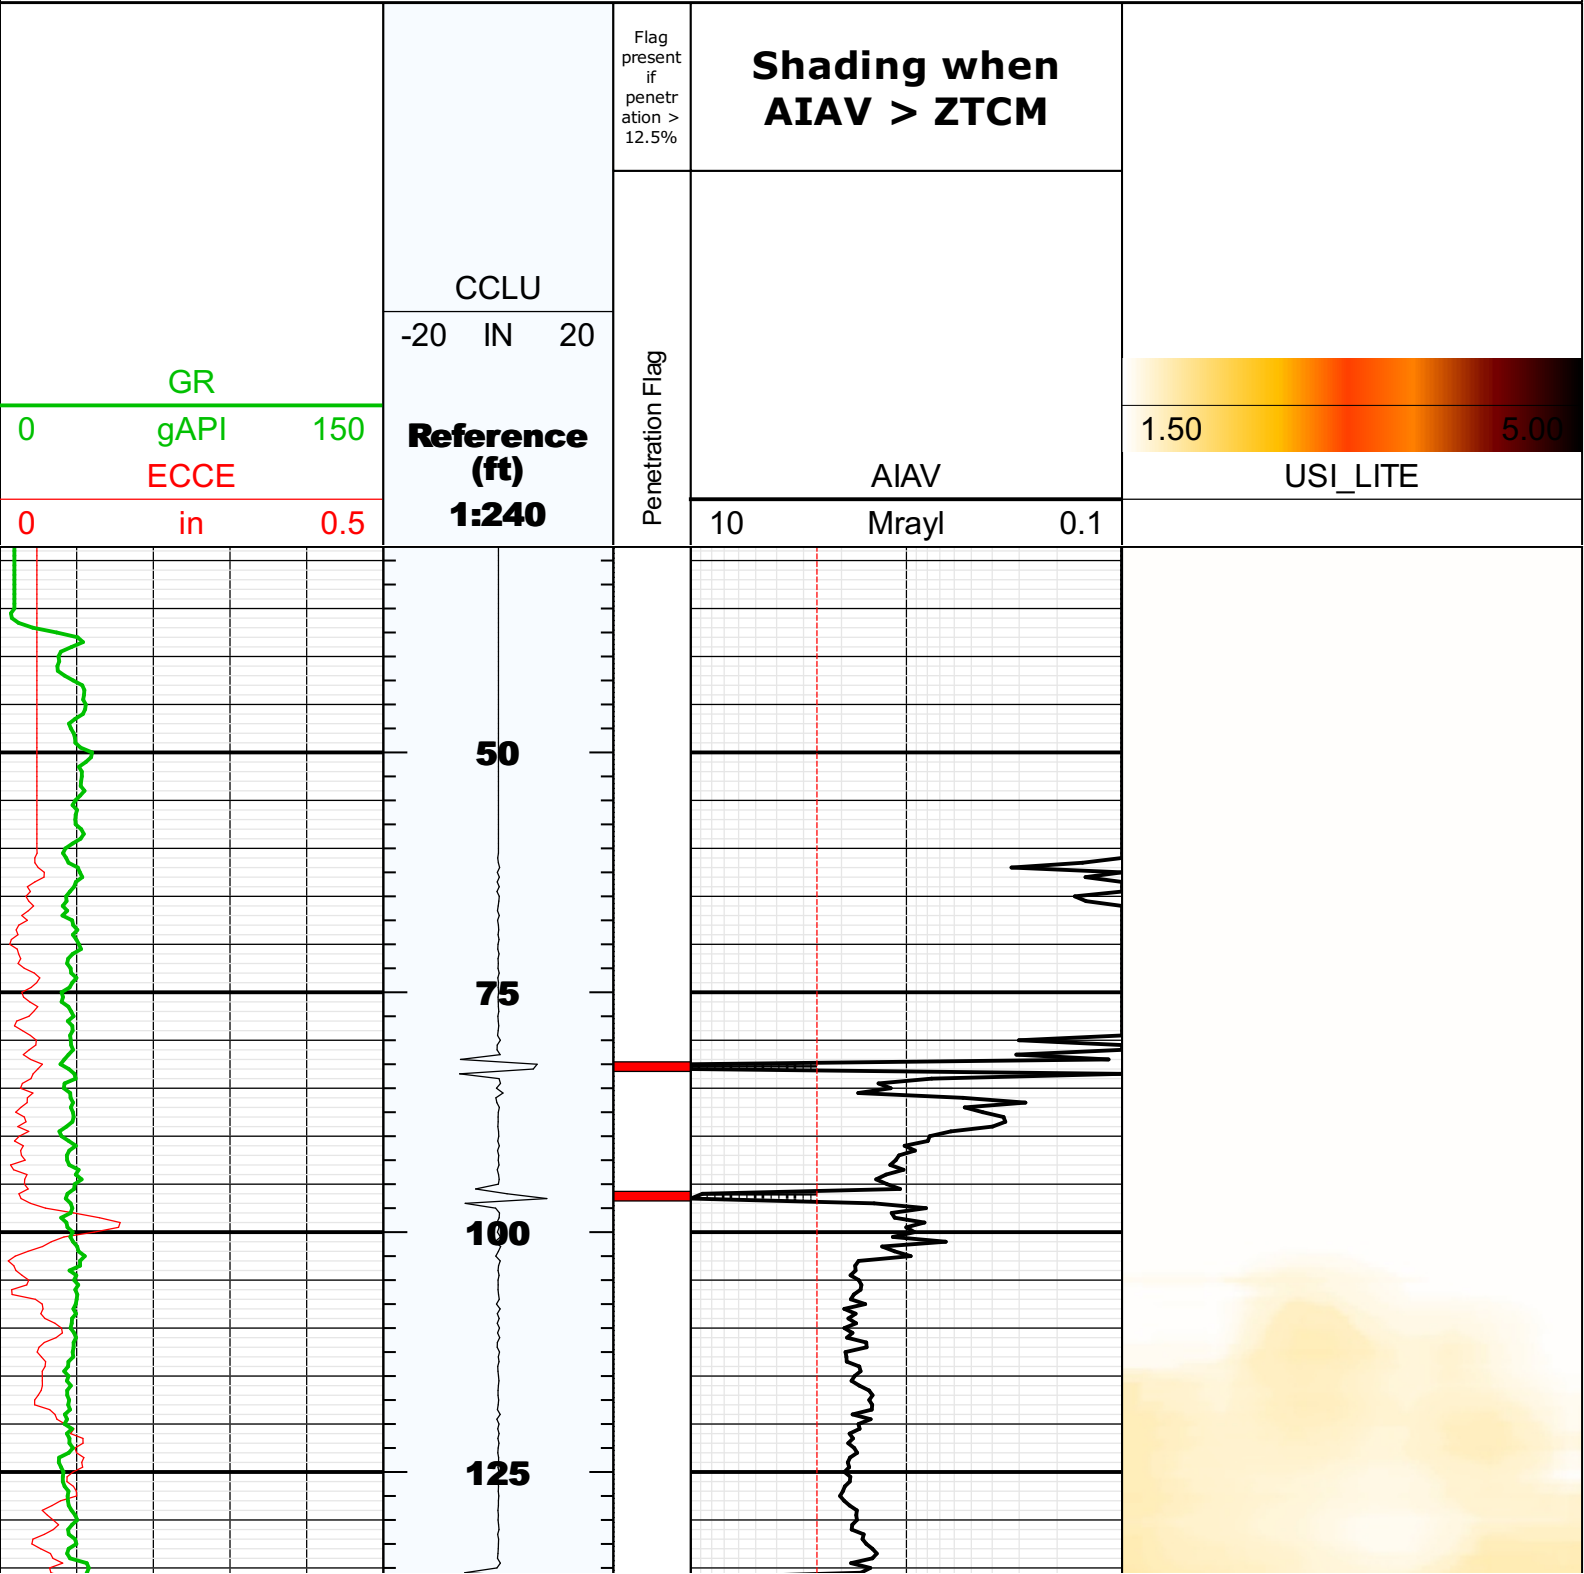 Flag
present
if
penetr
ation >
12.5%
Shading when
AIAV > ZTCM
CCLU
-20 IN 20
GR
0 gAPI 150
ECCE
0 in 0.5
Reference
(ft)
1:240
Penetration Flag
AIAV
10 Mrayl 0.1
1.50 5.00
USI_LITE
50
75
100
125